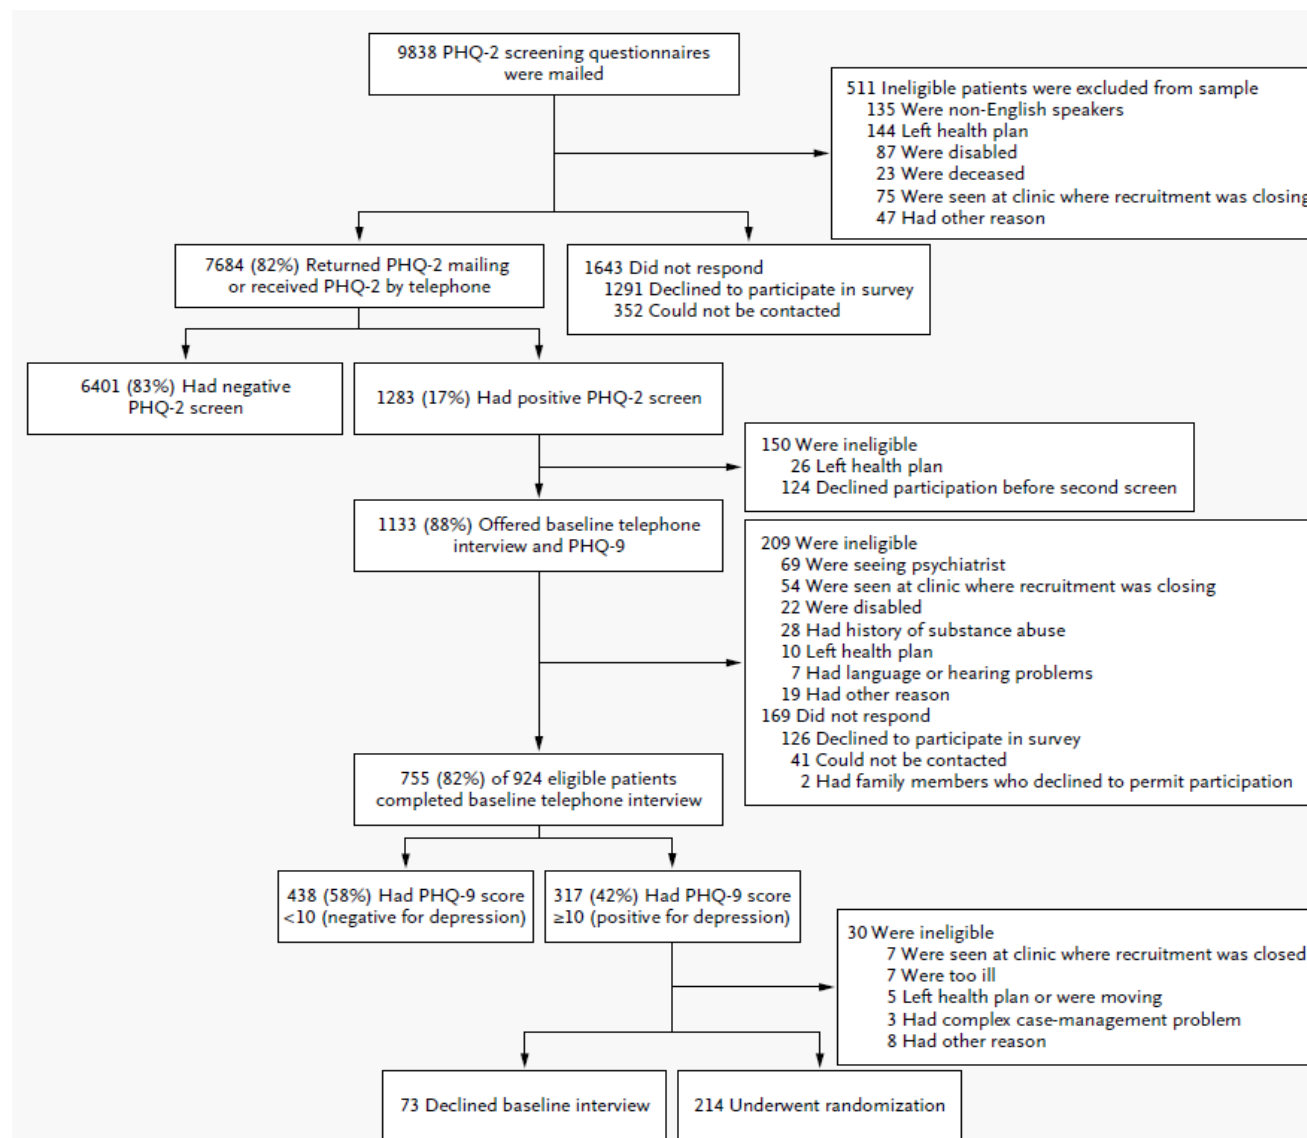 9838 PHQ-2 screening questionnaires
were mailed
511 Ineligible patients were excluded from sample
135 Were non-English speakers
144 Left health plan
87 Were disabled
23 Were deceased
75 Were seen at clinic where recruitment was closing
47 Had other reason
7684 (82%) Returned PHQ-2 mailing
or received PHQ-2 by telephone
1643 Did not respond
1291 Declined to participate in survey
352 Could not be contacted
6401 (83%) Had negative
PHQ-2 screen
1283 (17%) Had positive PHQ-2 screen
150 Were ineligible
26 Left health plan
124 Declined participation before second screen
1133 (88%) Offered baseline telephone
interview and PHQ-9
209 Were ineligible
69 Were seeing psychiatrist
54 Were seen at clinic where recruitment was closing
22 Were disabled
28 Had history of substance abuse
10 Left health plan
7 Had language or hearing problems
19 Had other reason
169 Did not respond
126 Declined to participate in survey
41 Could not be contacted
2 Had family members who declined to permit participation
755 (82%) of 924 eligible patients
completed baseline telephone interview
438 (58%) Had PHQ-9 score
<10 (negative for depression)
317 (42%) Had PHQ-9 score
≥10 (positive for depression)
30 Were ineligible
7 Were seen at clinic where recruitment was closed
7 Were too ill
5 Left health plan or were moving
3 Had complex case-management problem
8 Had other reason
73 Declined baseline interview
214 Underwent randomization